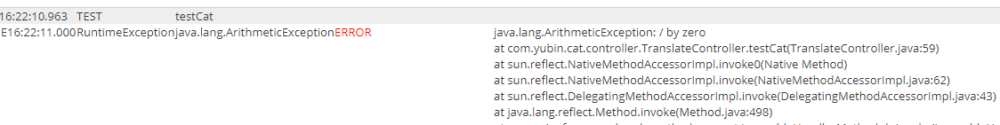 16:22:10.963 TEST testCat
E16:22:11.000RuntimeExceptionjava.lang.ArithmeticExceptionERROR java.lang.ArithmeticException: / by zero
at com.yubin.cat.controller.TranslateController.testCat(TranslateController.java:59)
at sun.reflect.NativeMethodAccessorImpl.invoke0(Native Method)
at sun.reflect.NativeMethodAccessorImpl.invoke(NativeMethodAccessorImpl.java:62)
at sun.reflect.DelegatingMethodAccessorImpl.invoke(DelegatingMethodAccessorImpl.java:43)
at java.lang.reflect.Method.invoke(Method.java:498)